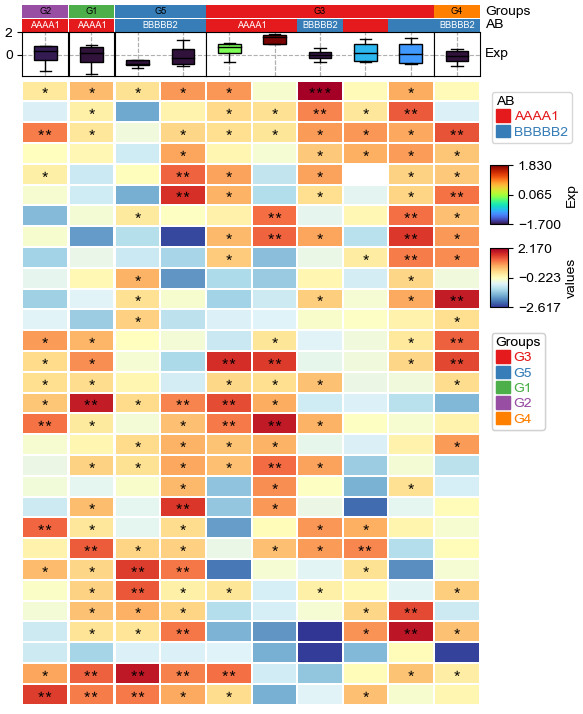 G2 G1 G5 G3 G4 Groups
AAAA1 AAAA1 BBBBB2 AAAA1 BBBBB2 BBBBB2 AB
2
0
Exp
AB
AAAA1
BBBBB2
1.830
0.065
−1.700
Exp
2.170
−0.223
−2.617
values
Groups
G3
G5
G1
G2
G4